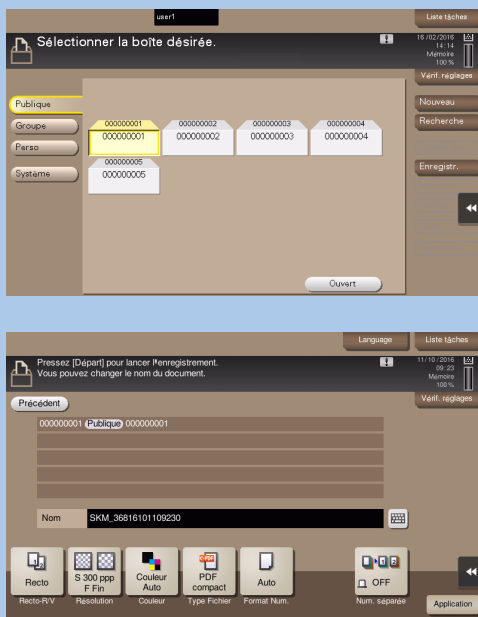 user1
Liste tâches
Sélectionner la boîte désirée.
16/02/2016
14:14
Mémoire
100 %
Vérif. réglages
Publique
Groupe
Perso
Système
000000001
000000001
000000002
000000002
000000003
000000003
000000004
000000004
000000005
000000005
Nouveau
Recherche
Enregistr.
Ouvert
Language
Liste tâches
Pressez [Départ] pour lancer l'enregistrement.
Vous pouvez changer le nom du document.
11/10/2016
09:23
Mémoire
100 %
Vérif. réglages
Précédent
000000001 Publique 000000001
Nom
SKM_36816101109230
Recto
S 300 ppp
F Fin
Couleur
Auto
PDF
compact
Auto
OFF
Recto-R/V
Résolution
Couleur
Type Fichier
Format Num.
Num. séparée
Application